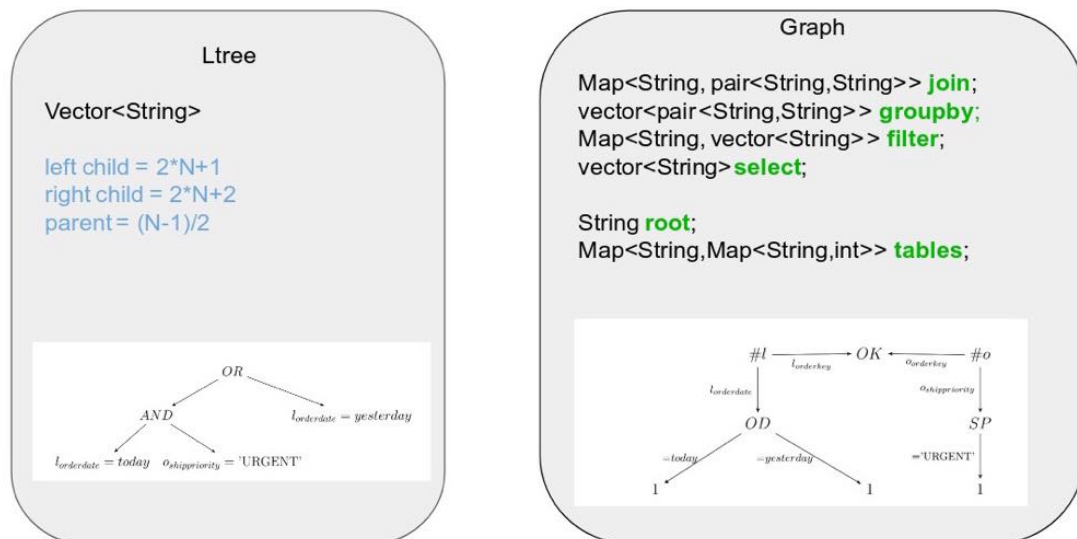 Ltree
Vector<String>
left child = 2*N+1
right child = 2*N+2
parent = (N-1)/2
OR
AND
l_orderdate = yesterday
l_orderdate = today
o_shippriority = 'URGENT'
Graph
Map<String, pair<String,String>> join;
vector<pair<String,String>> groupby;
Map<String, vector<String>> filter;
vector<String> select;
String root;
Map<String,Map<String,int>> tables;
#l
l_orderkey
OK
o_orderkey
#o
l_orderdate
o_shippriority
OD
SP
=today
=yesterday
='URGENT'
1
1
1